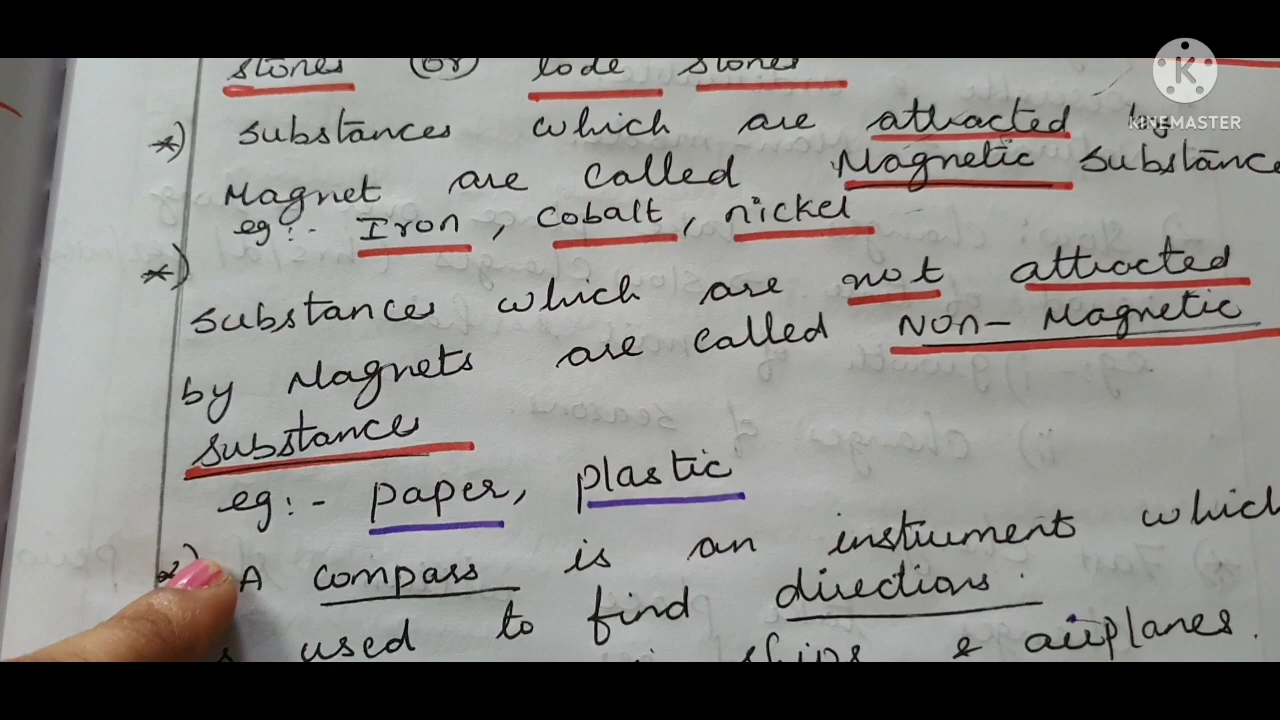 stones (or) lode stones
K
KINEMASTER
*) Substances which are attracted by
Magnet are called Magnetic substance
eg:- Iron, cobalt, nickel
*)
Substances which are not attracted
by Magnets are called Non-Magnetic
substance
eg:- paper, plastic
A compass is an instrument which
is used to find directions.
ships & airplanes.